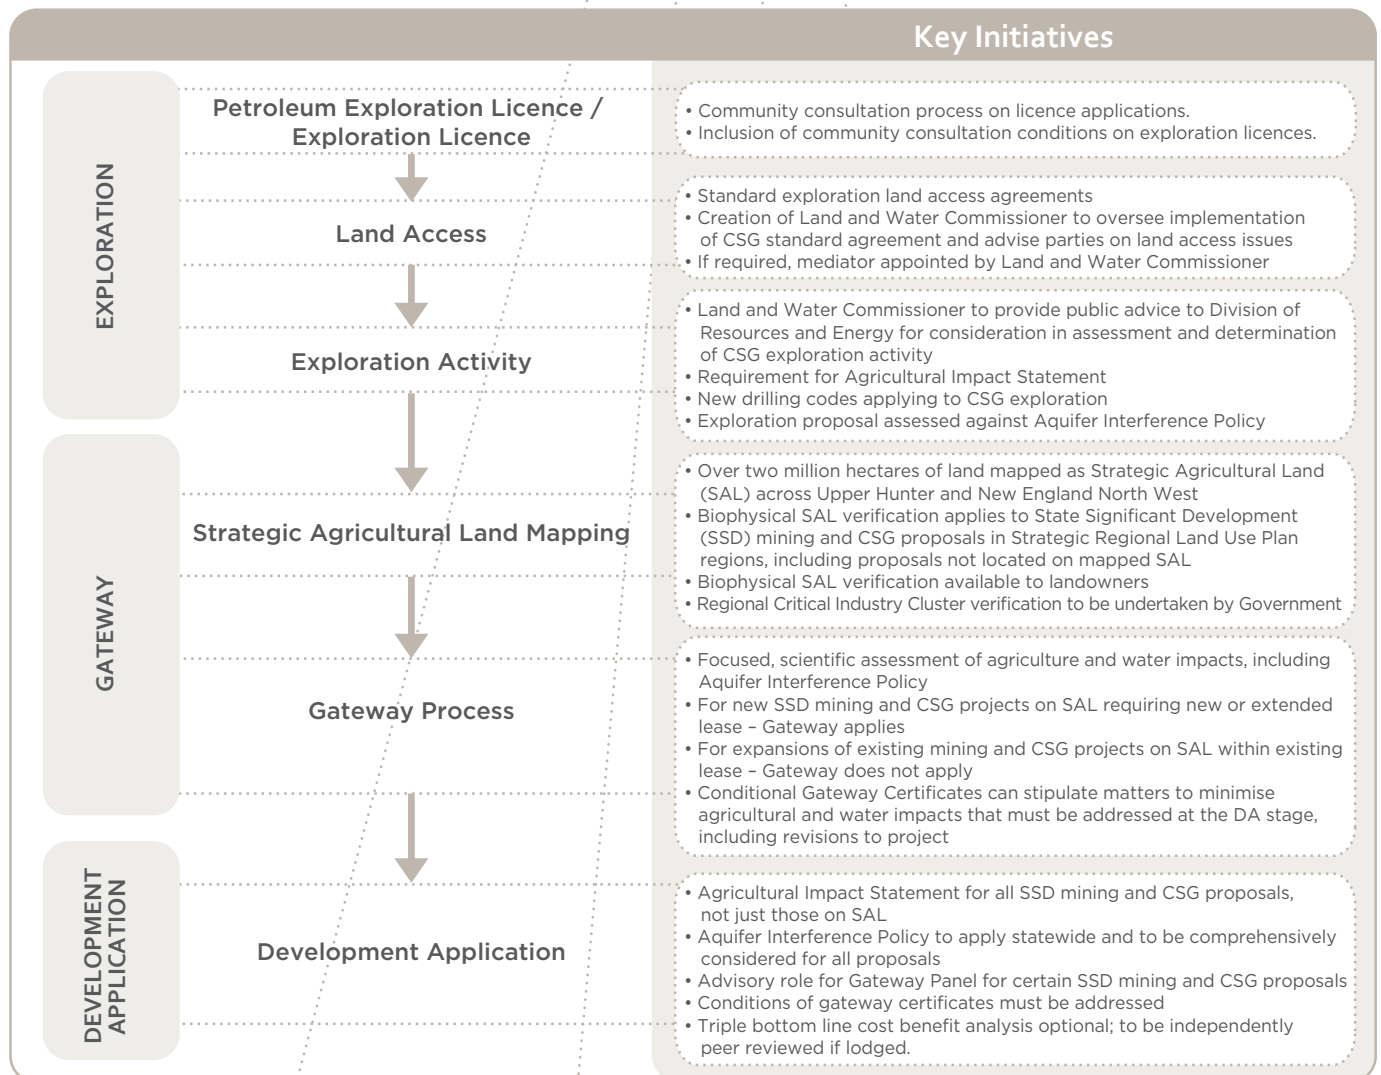 Key Initiatives
EXPLORATION
Petroleum Exploration Licence /
Exploration Licence
• Community consultation process on licence applications.
• Inclusion of community consultation conditions on exploration licences.
Land Access
• Standard exploration land access agreements
• Creation of Land and Water Commissioner to oversee implementation
of CSG standard agreement and advise parties on land access issues
• If required, mediator appointed by Land and Water Commissioner
Exploration Activity
• Land and Water Commissioner to provide public advice to Division of
Resources and Energy for consideration in assessment and determination
of CSG exploration activity
• Requirement for Agricultural Impact Statement
• New drilling codes applying to CSG exploration
• Exploration proposal assessed against Aquifer Interference Policy
GATEWAY
Strategic Agricultural Land Mapping
• Over two million hectares of land mapped as Strategic Agricultural Land
(SAL) across Upper Hunter and New England North West
• Biophysical SAL verification applies to State Significant Development
(SSD) mining and CSG proposals in Strategic Regional Land Use Plan
regions, including proposals not located on mapped SAL
• Biophysical SAL verification available to landowners
• Regional Critical Industry Cluster verification to be undertaken by Government
Gateway Process
• Focused, scientific assessment of agriculture and water impacts, including
Aquifer Interference Policy
• For new SSD mining and CSG projects on SAL requiring new or extended
lease – Gateway applies
• For expansions of existing mining and CSG projects on SAL within existing
lease – Gateway does not apply
• Conditional Gateway Certificates can stipulate matters to minimise
agricultural and water impacts that must be addressed at the DA stage,
including revisions to project
DEVELOPMENT
APPLICATION
Development Application
• Agricultural Impact Statement for all SSD mining and CSG proposals,
not just those on SAL
• Aquifer Interference Policy to apply statewide and to be comprehensively
considered for all proposals
• Advisory role for Gateway Panel for certain SSD mining and CSG proposals
• Conditions of gateway certificates must be addressed
• Triple bottom line cost benefit analysis optional; to be independently
peer reviewed if lodged.